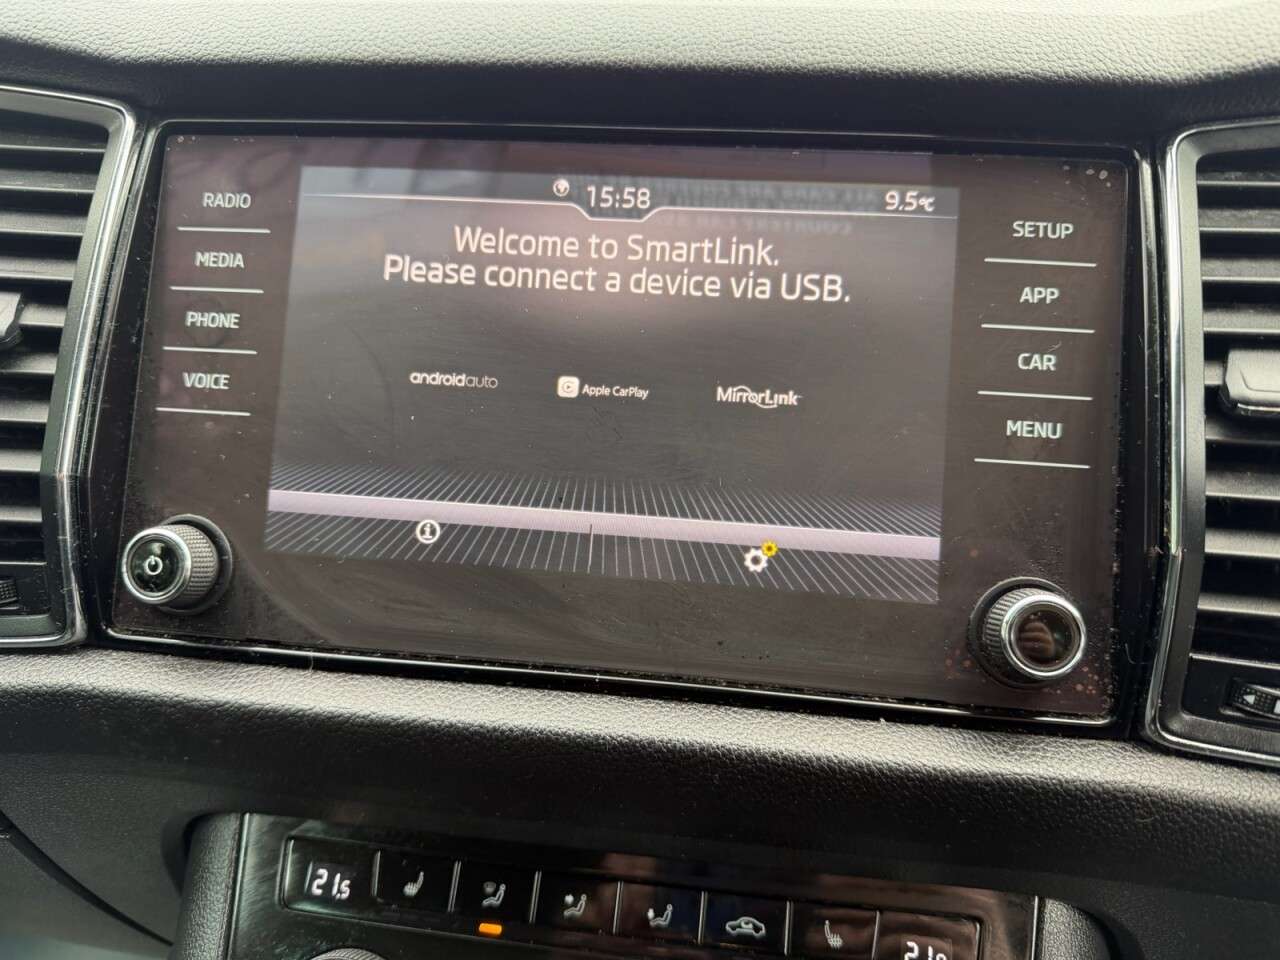 15:58
9.5°C
Welcome to SmartLink.
Please connect a device via USB.
androidauto
Apple CarPlay
MirrorLink
RADIO
MEDIA
PHONE
VOICE
SETUP
APP
CAR
MENU
21.5